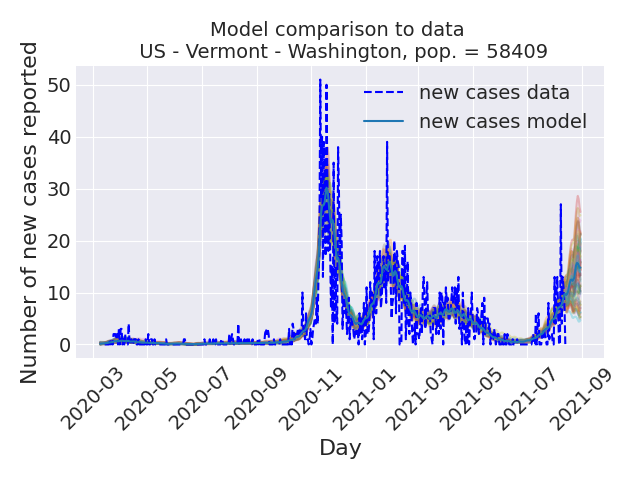 Model comparison to data
US - Vermont - Washington, pop. = 58409
Number of new cases reported
50
40
30
20
10
0
new cases data
new cases model
2020-03
2020-05
2020-07
2020-09
2020-11
2021-01
2021-03
2021-05
2021-07
2021-09
Day